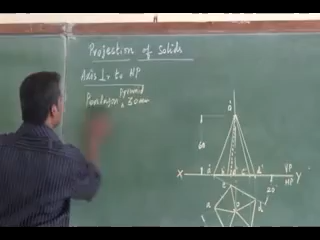 Projection of Solids
Axis ⊥r to HP
Pentagon pyramid, 30mm
o'
60
X a' c' d' VP Y
HP
20
e
a o d